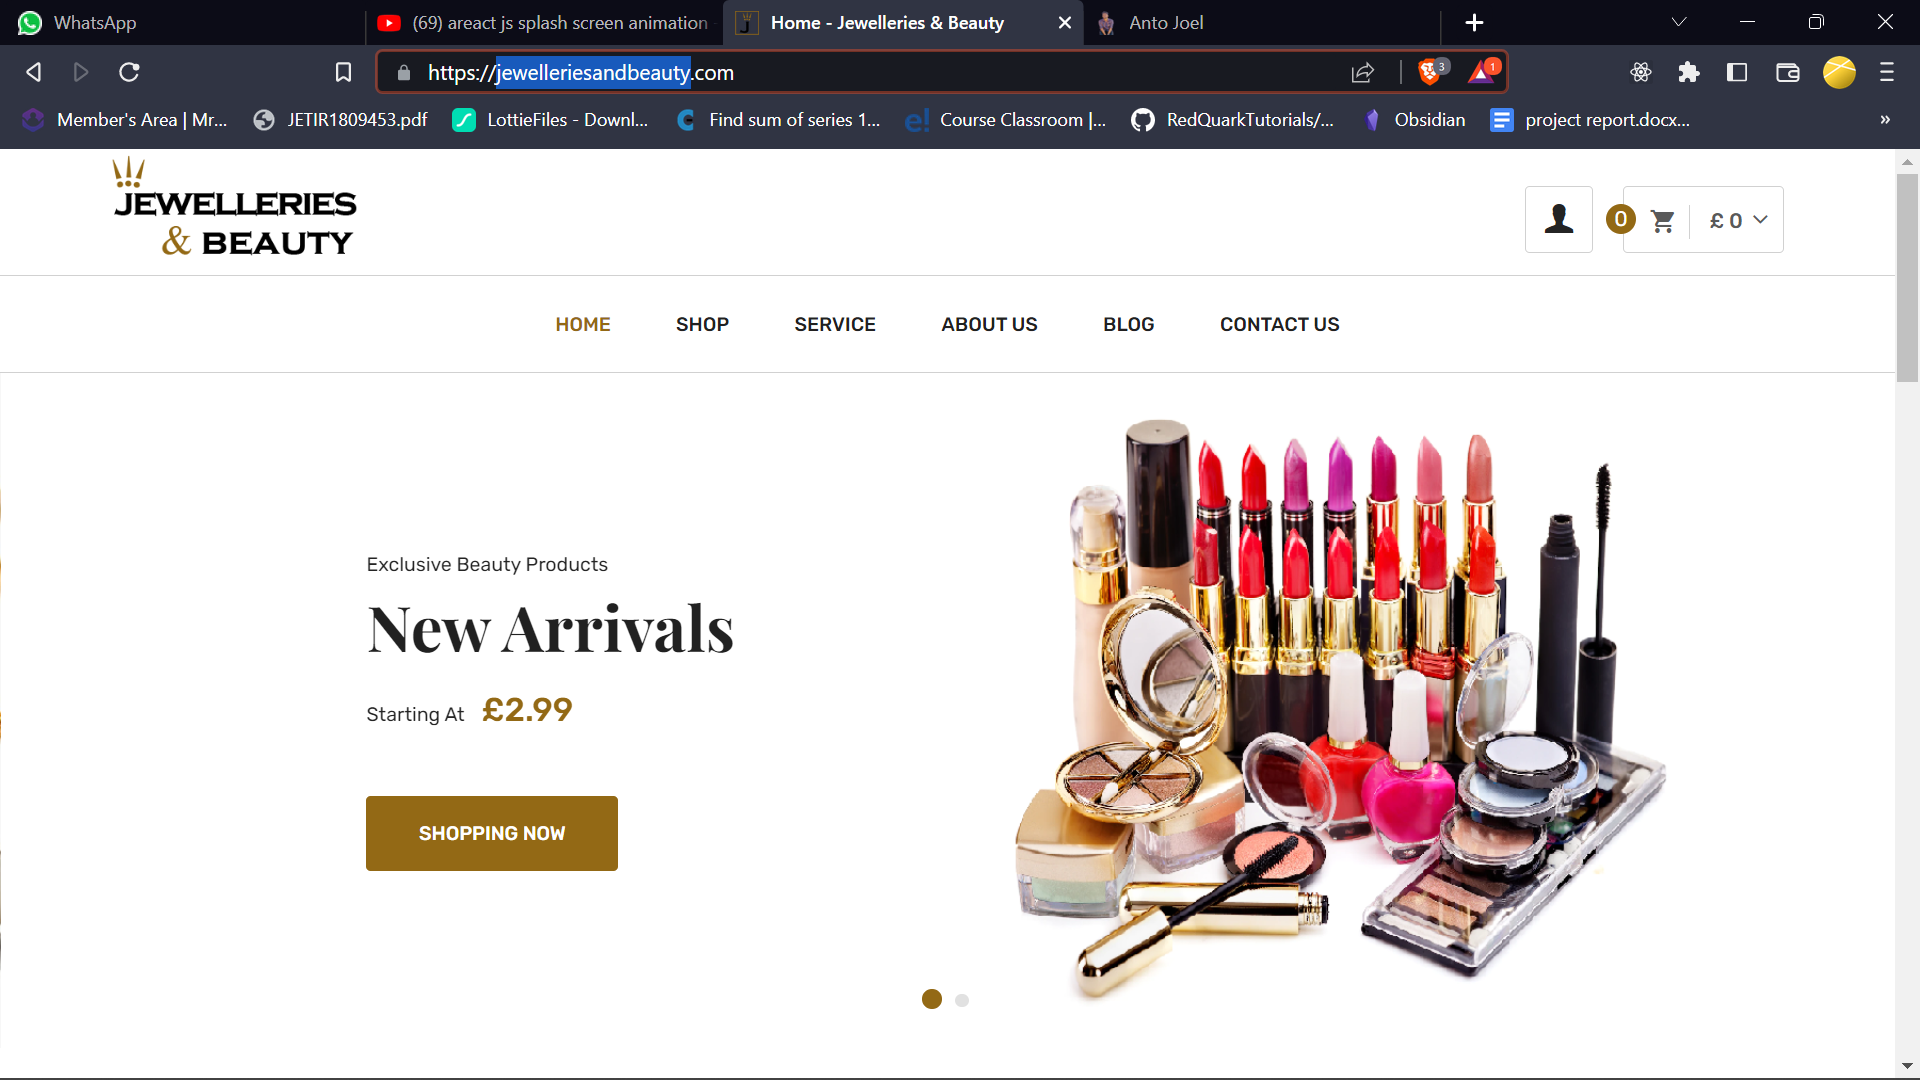 WhatsApp
(69) areact js splash screen animation
Home - Jewelleries & Beauty
Anto Joel
https://jewelleriesandbeauty.com
3
1
Member's Area | Mr...
JETIR1809453.pdf
LottieFiles - Downl...
Find sum of series 1...
Course Classroom |...
RedQuarkTutorials/...
Obsidian
project report.docx...
JEWELLERIES
& BEAUTY
0
£ 0
HOME
SHOP
SERVICE
ABOUT US
BLOG
CONTACT US
Exclusive Beauty Products
New Arrivals
Starting At £2.99
SHOPPING NOW